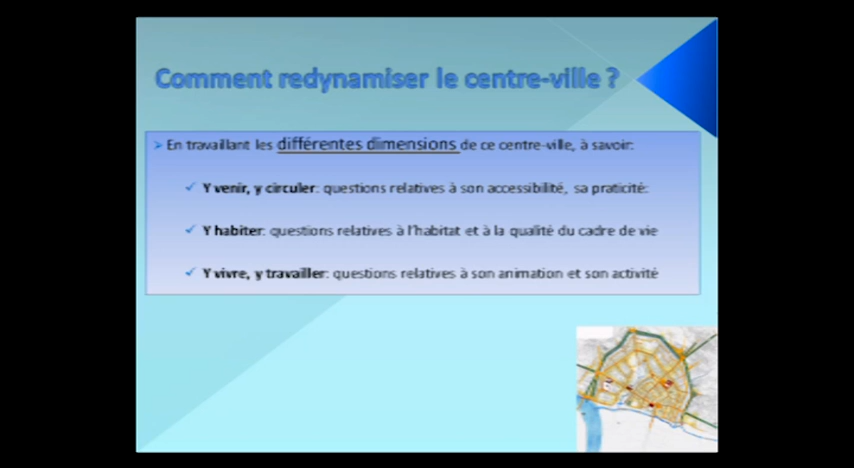 Comment redynamiser le centre-ville ?
En travaillant les différentes dimensions de ce centre-ville, à savoir:
Y venir, y circuler: questions relatives à son accessibilité, sa praticité:
Y habiter: questions relatives à l'habitat et à la qualité du cadre de vie
Y vivre, y travailler: questions relatives à son animation et son activité